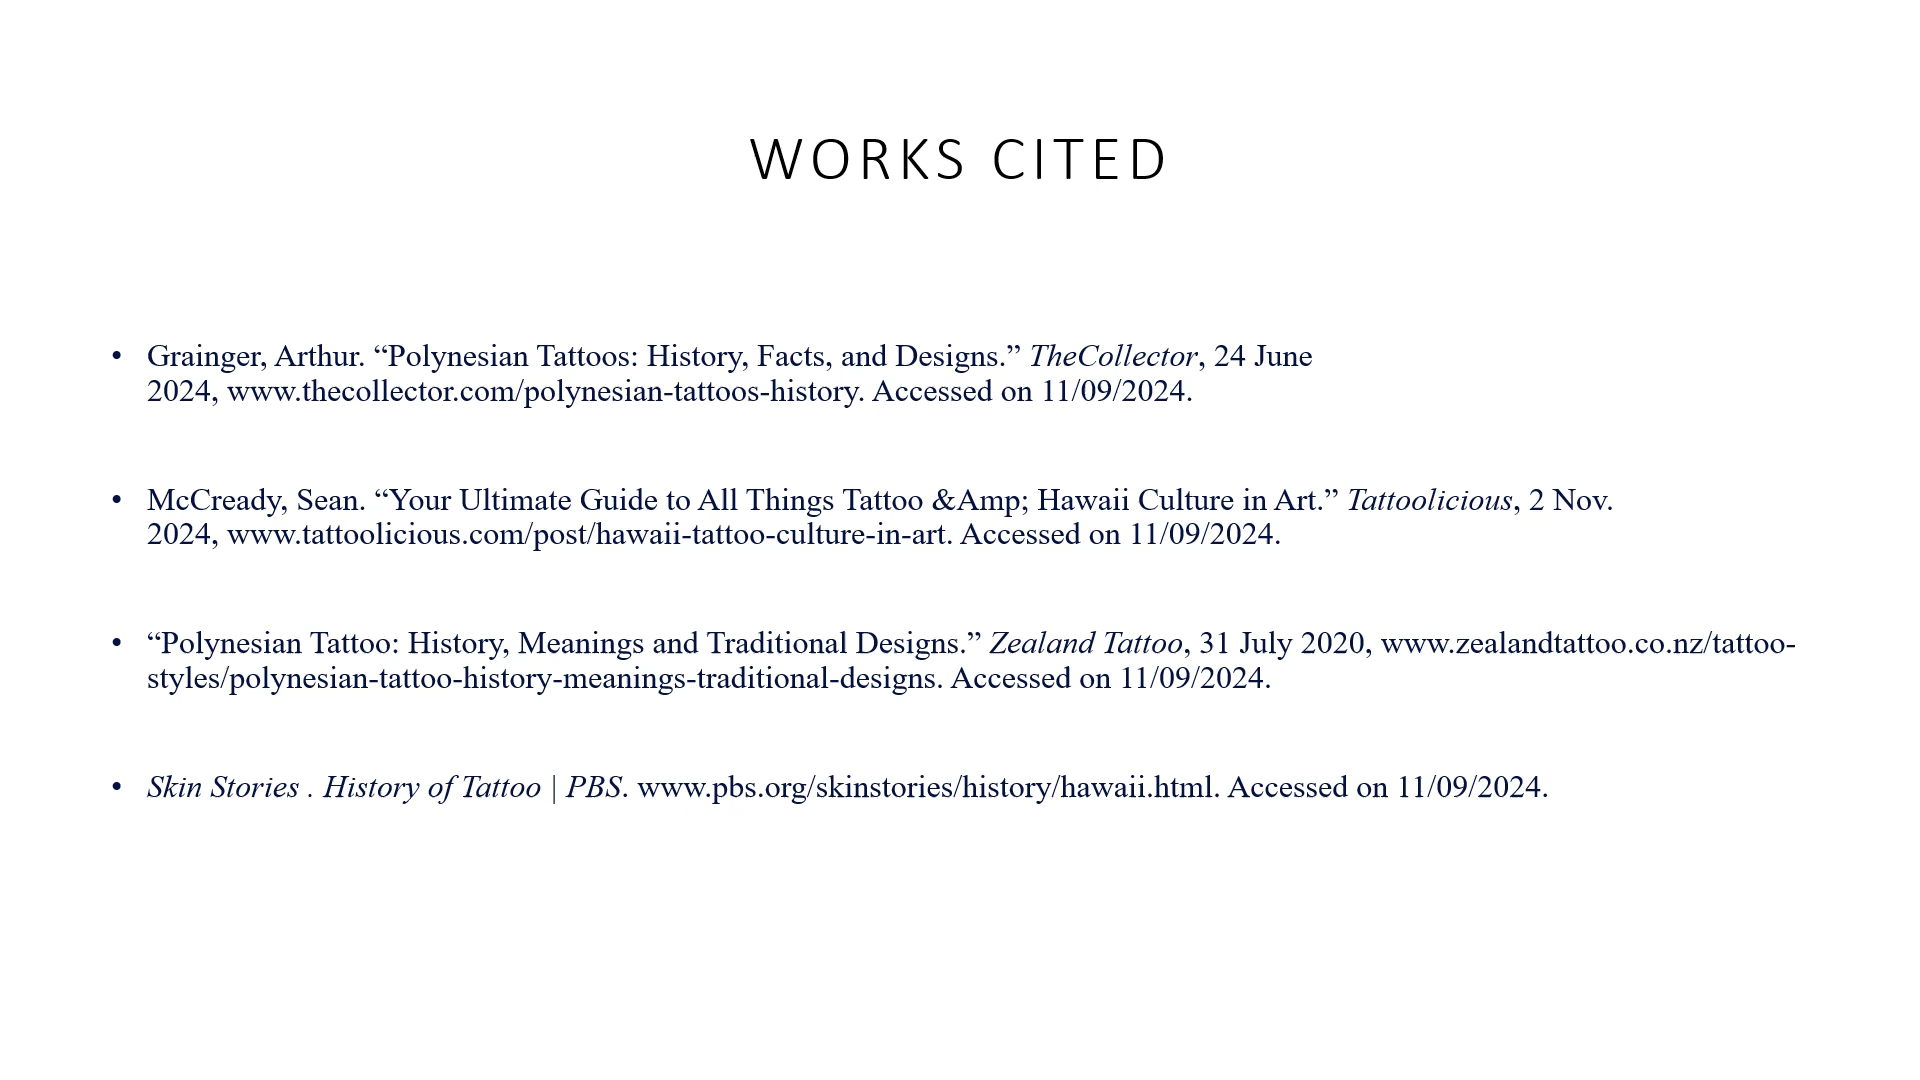 WORKS CITED
• Grainger, Arthur. “Polynesian Tattoos: History, Facts, and Designs.” TheCollector, 24 June
2024, www.thecollector.com/polynesian-tattoos-history. Accessed on 11/09/2024.
• McCready, Sean. “Your Ultimate Guide to All Things Tattoo &Amp; Hawaii Culture in Art.” Tattoolicious, 2 Nov.
2024, www.tattoolicious.com/post/hawaii-tattoo-culture-in-art. Accessed on 11/09/2024.
• “Polynesian Tattoo: History, Meanings and Traditional Designs.” Zealand Tattoo, 31 July 2020, www.zealandtattoo.co.nz/tattoo-
styles/polynesian-tattoo-history-meanings-traditional-designs. Accessed on 11/09/2024.
• Skin Stories . History of Tattoo | PBS. www.pbs.org/skinstories/history/hawaii.html. Accessed on 11/09/2024.